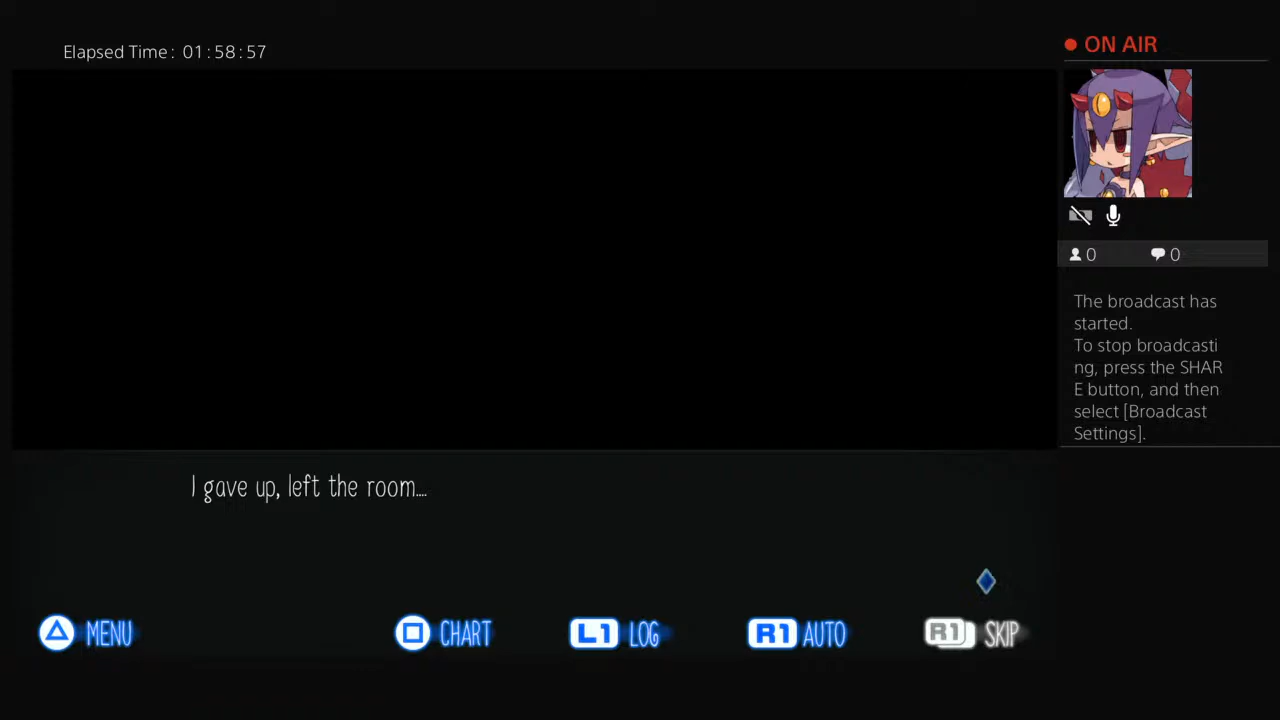 Elapsed Time: 01:58:57
ON AIR
0
0
The broadcast has
started.
To stop broadcasti
ng, press the SHAR
E button, and then
select [Broadcast
Settings].
I gave up, left the room....
MENU
CHART
L1 LOG
R1 AUTO
R1 SKIP